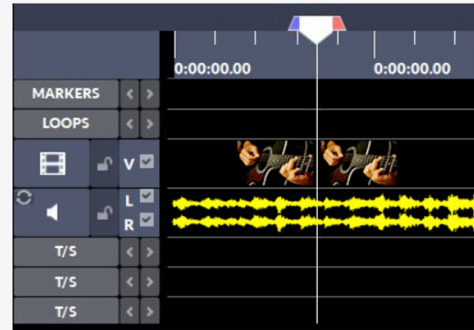 0:00:00.00 0:00:00.00
MARKERS < >
LOOPS < >
V
L
R
T/S < >
T/S < >
T/S < >